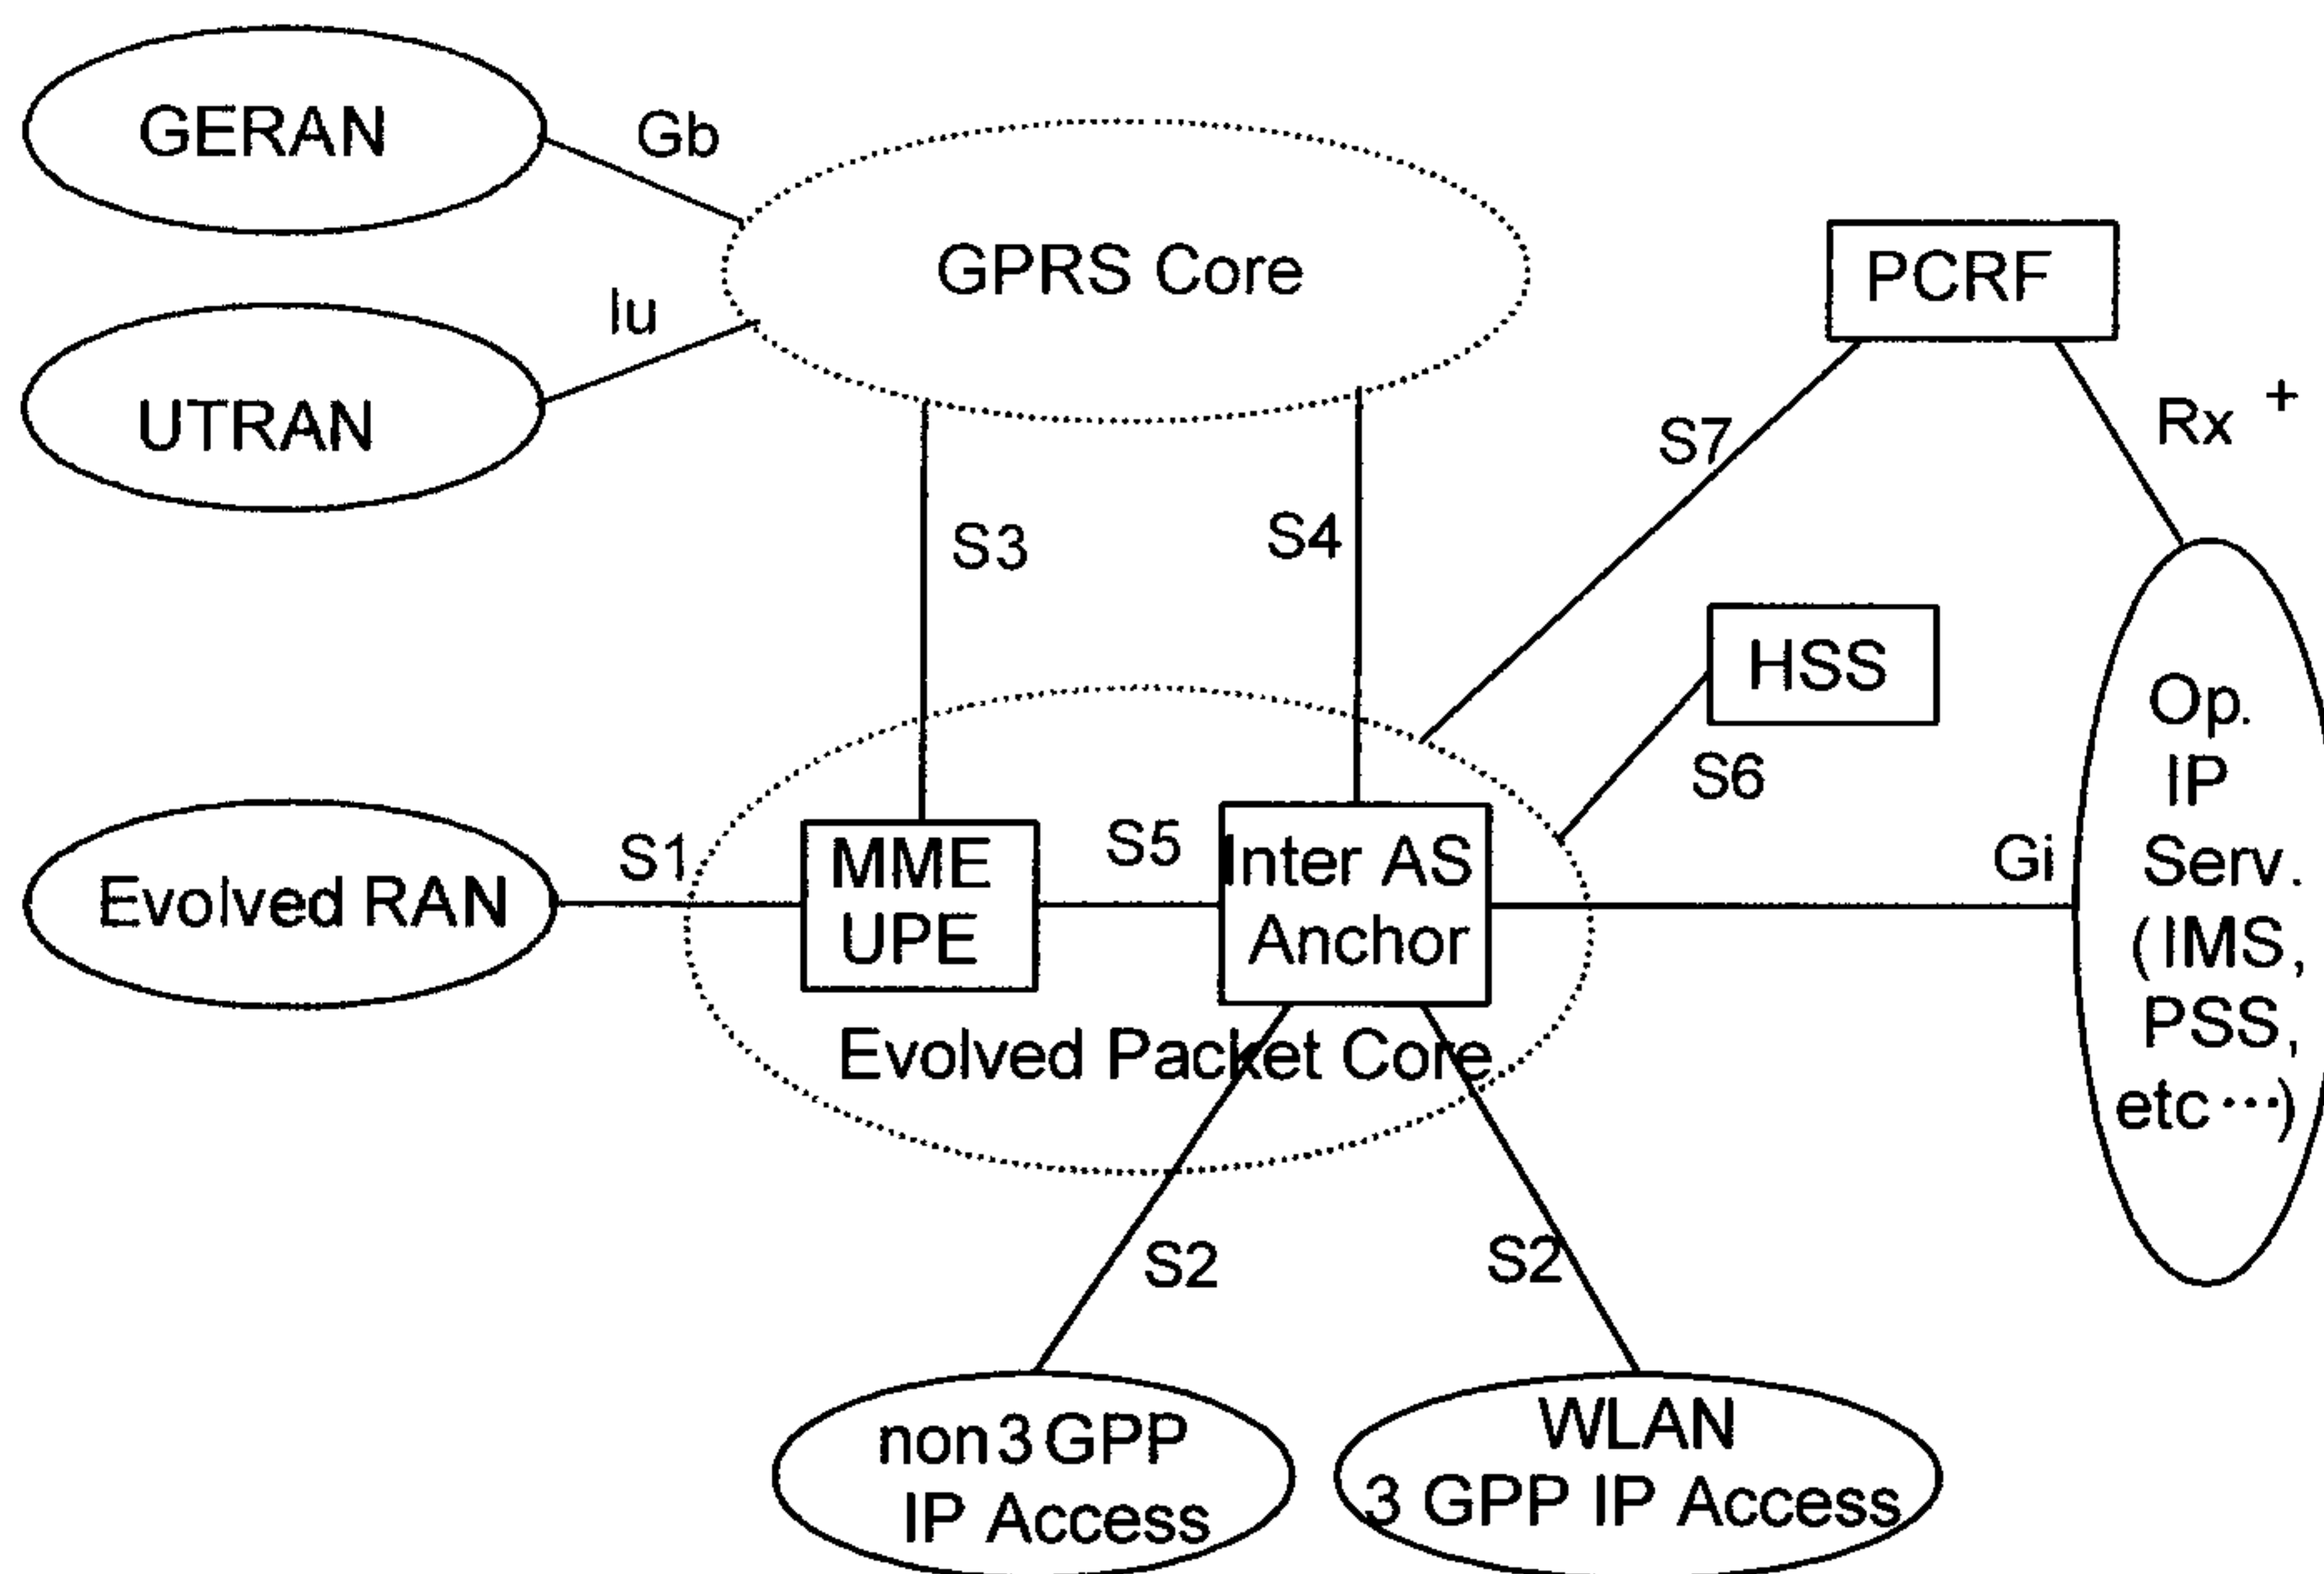 GERAN
Gb
GPRS Core
PCRF
Iu
UTRAN
Rx +
S7
S3
S4
HSS
Op.
IP
Serv.
(IMS,
PSS,
etc…)
S6
S1
MME
UPE
S5
Inter AS
Anchor
Gi
Evolved RAN
Evolved Packet Core
S2
S2
non3GPP
IP Access
WLAN
3 GPP IP Access